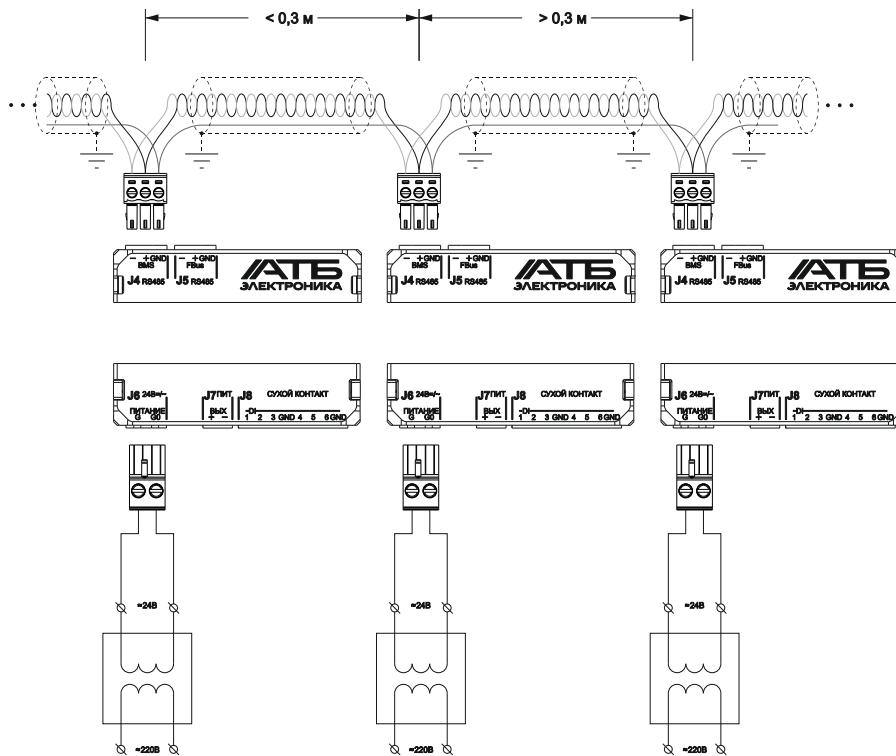 < 0,3 м > 0,3 м
− +GND − +GND
BMS FBus
J4 RS485 J5 RS485
АТБ
ЭЛЕКТРОНИКА
− +GND − +GND
BMS FBus
J4 RS485 J5 RS485
АТБ
ЭЛЕКТРОНИКА
− +GND − +GND
BMS FBus
J4 RS485 J5 RS485
АТБ
ЭЛЕКТРОНИКА
J6 24В=/~ J7 ПИТ J8 СУХОЙ КОНТАКТ
ПИТАНИЕ ВЫХ -DI
G G0 + − 1 2 3 GND 4 5 6 GND
J6 24В=/~ J7 ПИТ J8 СУХОЙ КОНТАКТ
ПИТАНИЕ ВЫХ -DI
G G0 + − 1 2 3 GND 4 5 6 GND
J6 24В=/~ J7 ПИТ J8 СУХОЙ КОНТАКТ
ПИТАНИЕ ВЫХ -DI
G G0 + − 1 2 3 GND 4 5 6 GND
≈24В ≈24В ≈24В
≈220В ≈220В ≈220В